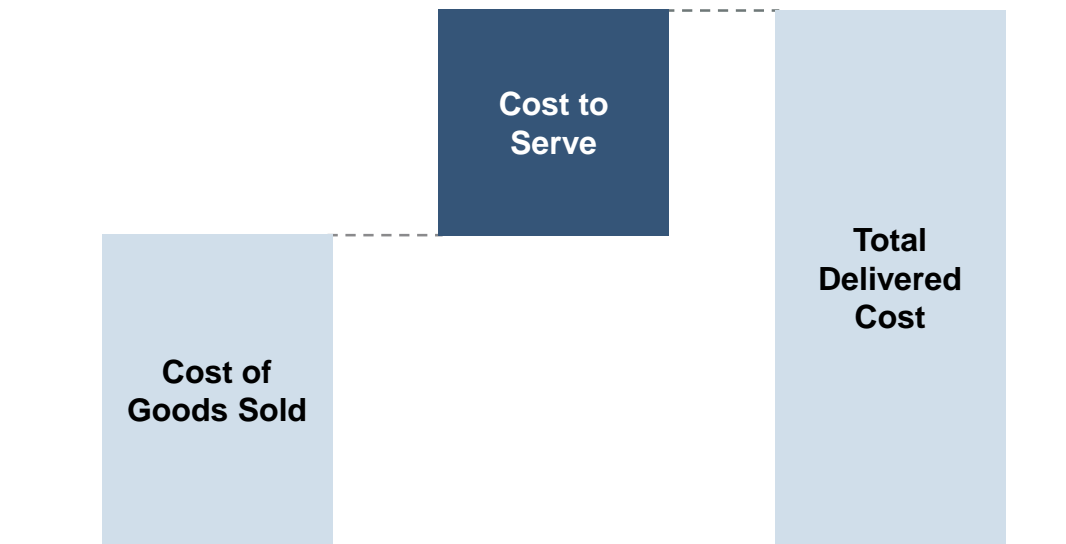 Cost to
Serve
Total
Delivered
Cost
Cost of
Goods Sold